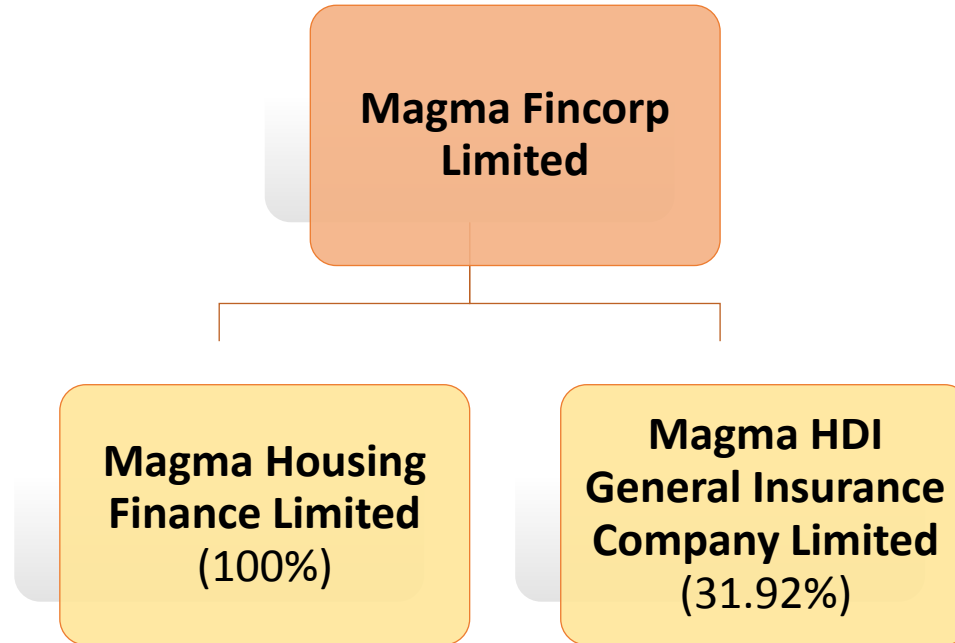 Magma Fincorp
Limited
Magma Housing
Finance Limited
(100%)
Magma HDI
General Insurance
Company Limited
(31.92%)